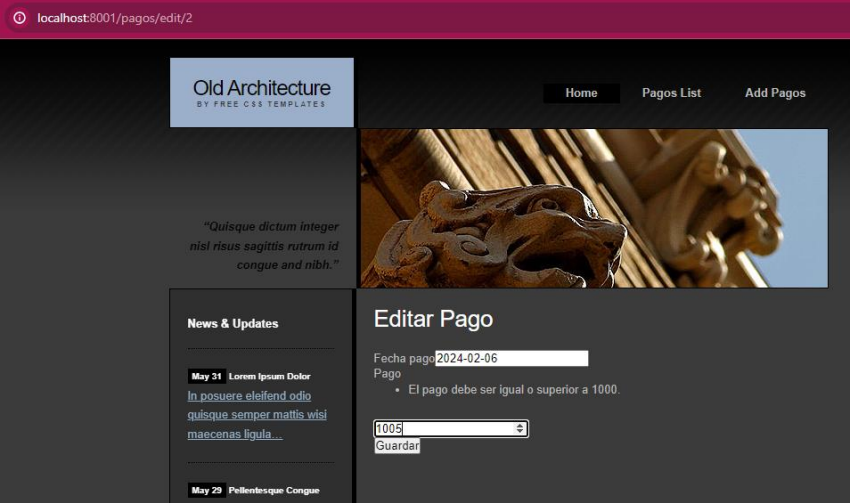 localhost:8001/pagos/edit/2
Old Architecture
BY FREE CSS TEMPLATES
Home Pagos List Add Pagos
“Quisque dictum integer
nisl risus sagittis rutrum id
congue and nibh.”
News & Updates
May 31 Lorem Ipsum Dolor
In posuere eleifend odio
quisque semper mattis wisi
maecenas ligula…
May 29 Pellentesque Congue
Editar Pago
Fecha pago 2024-02-06
Pago
• El pago debe ser igual o superior a 1000.
1005
Guardar